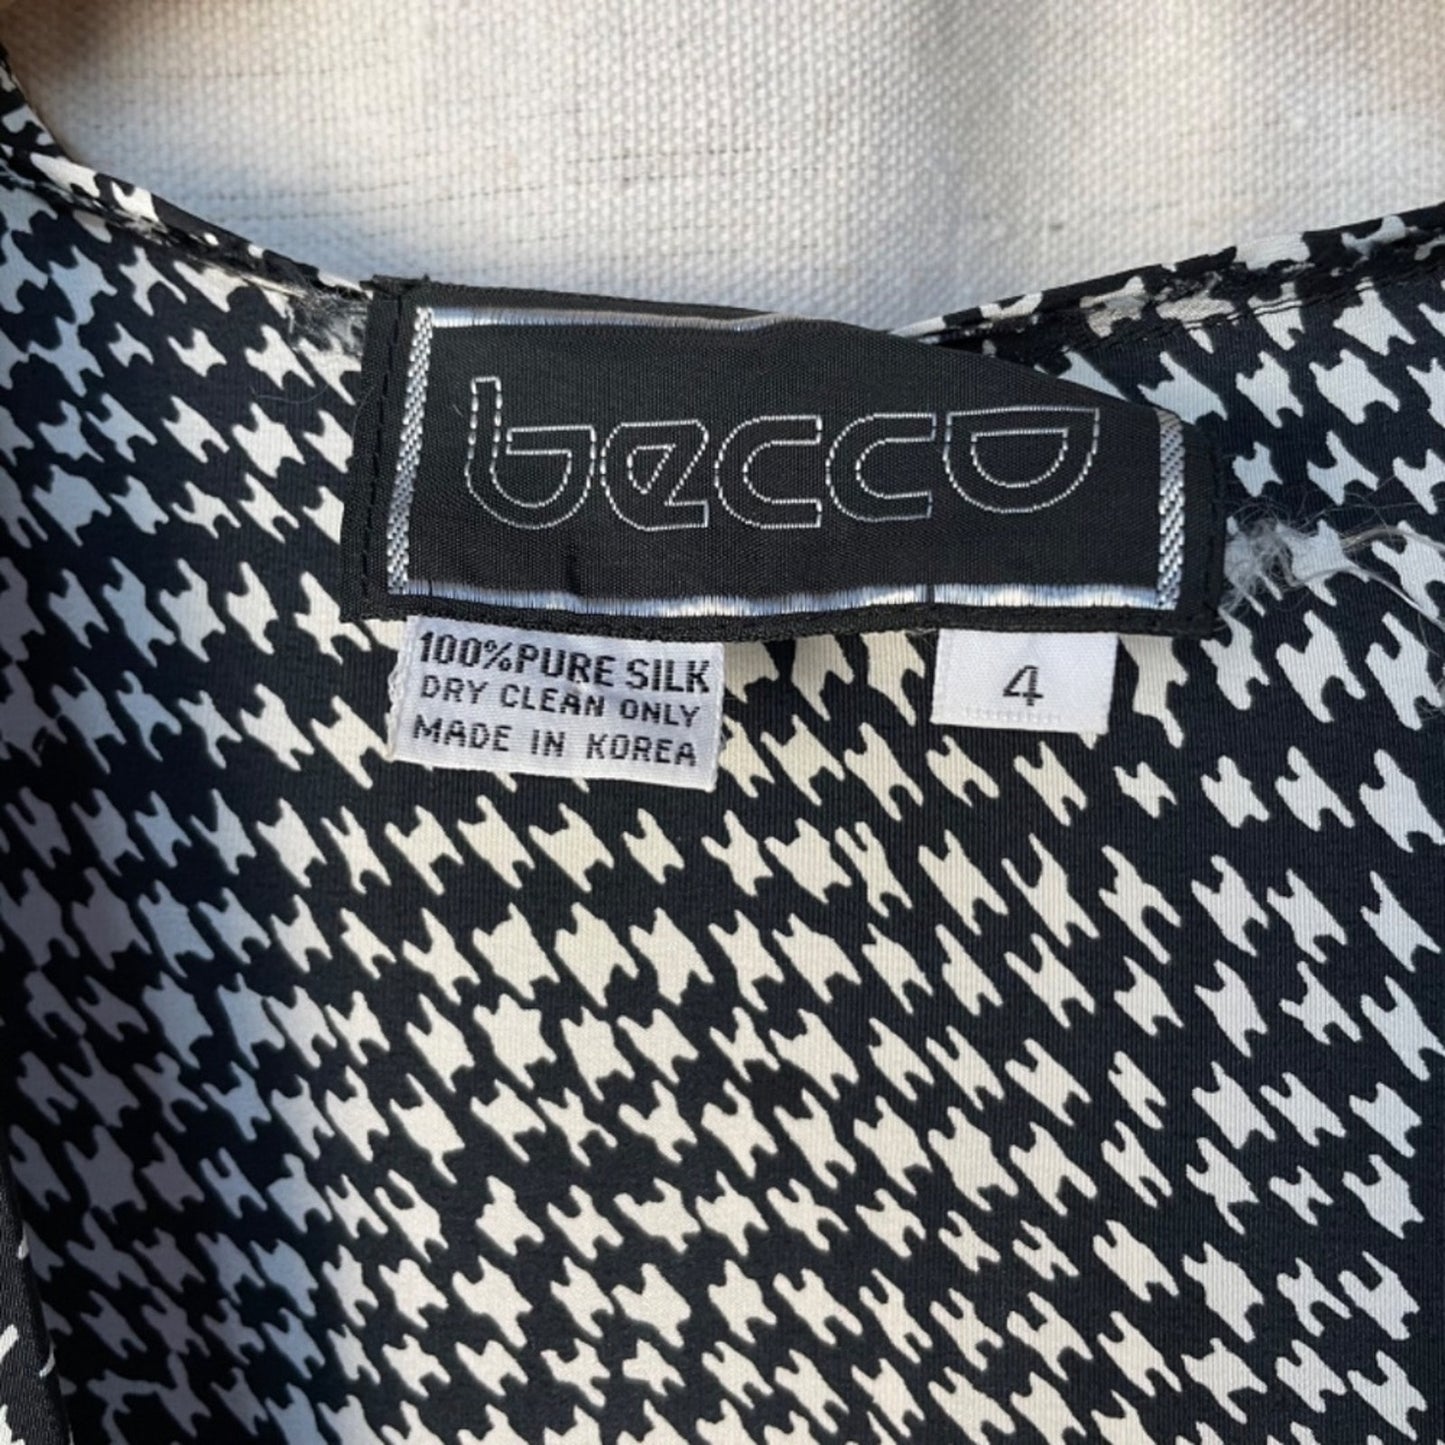 becco
100% PURE SILK
DRY CLEAN ONLY
MADE IN KOREA
4